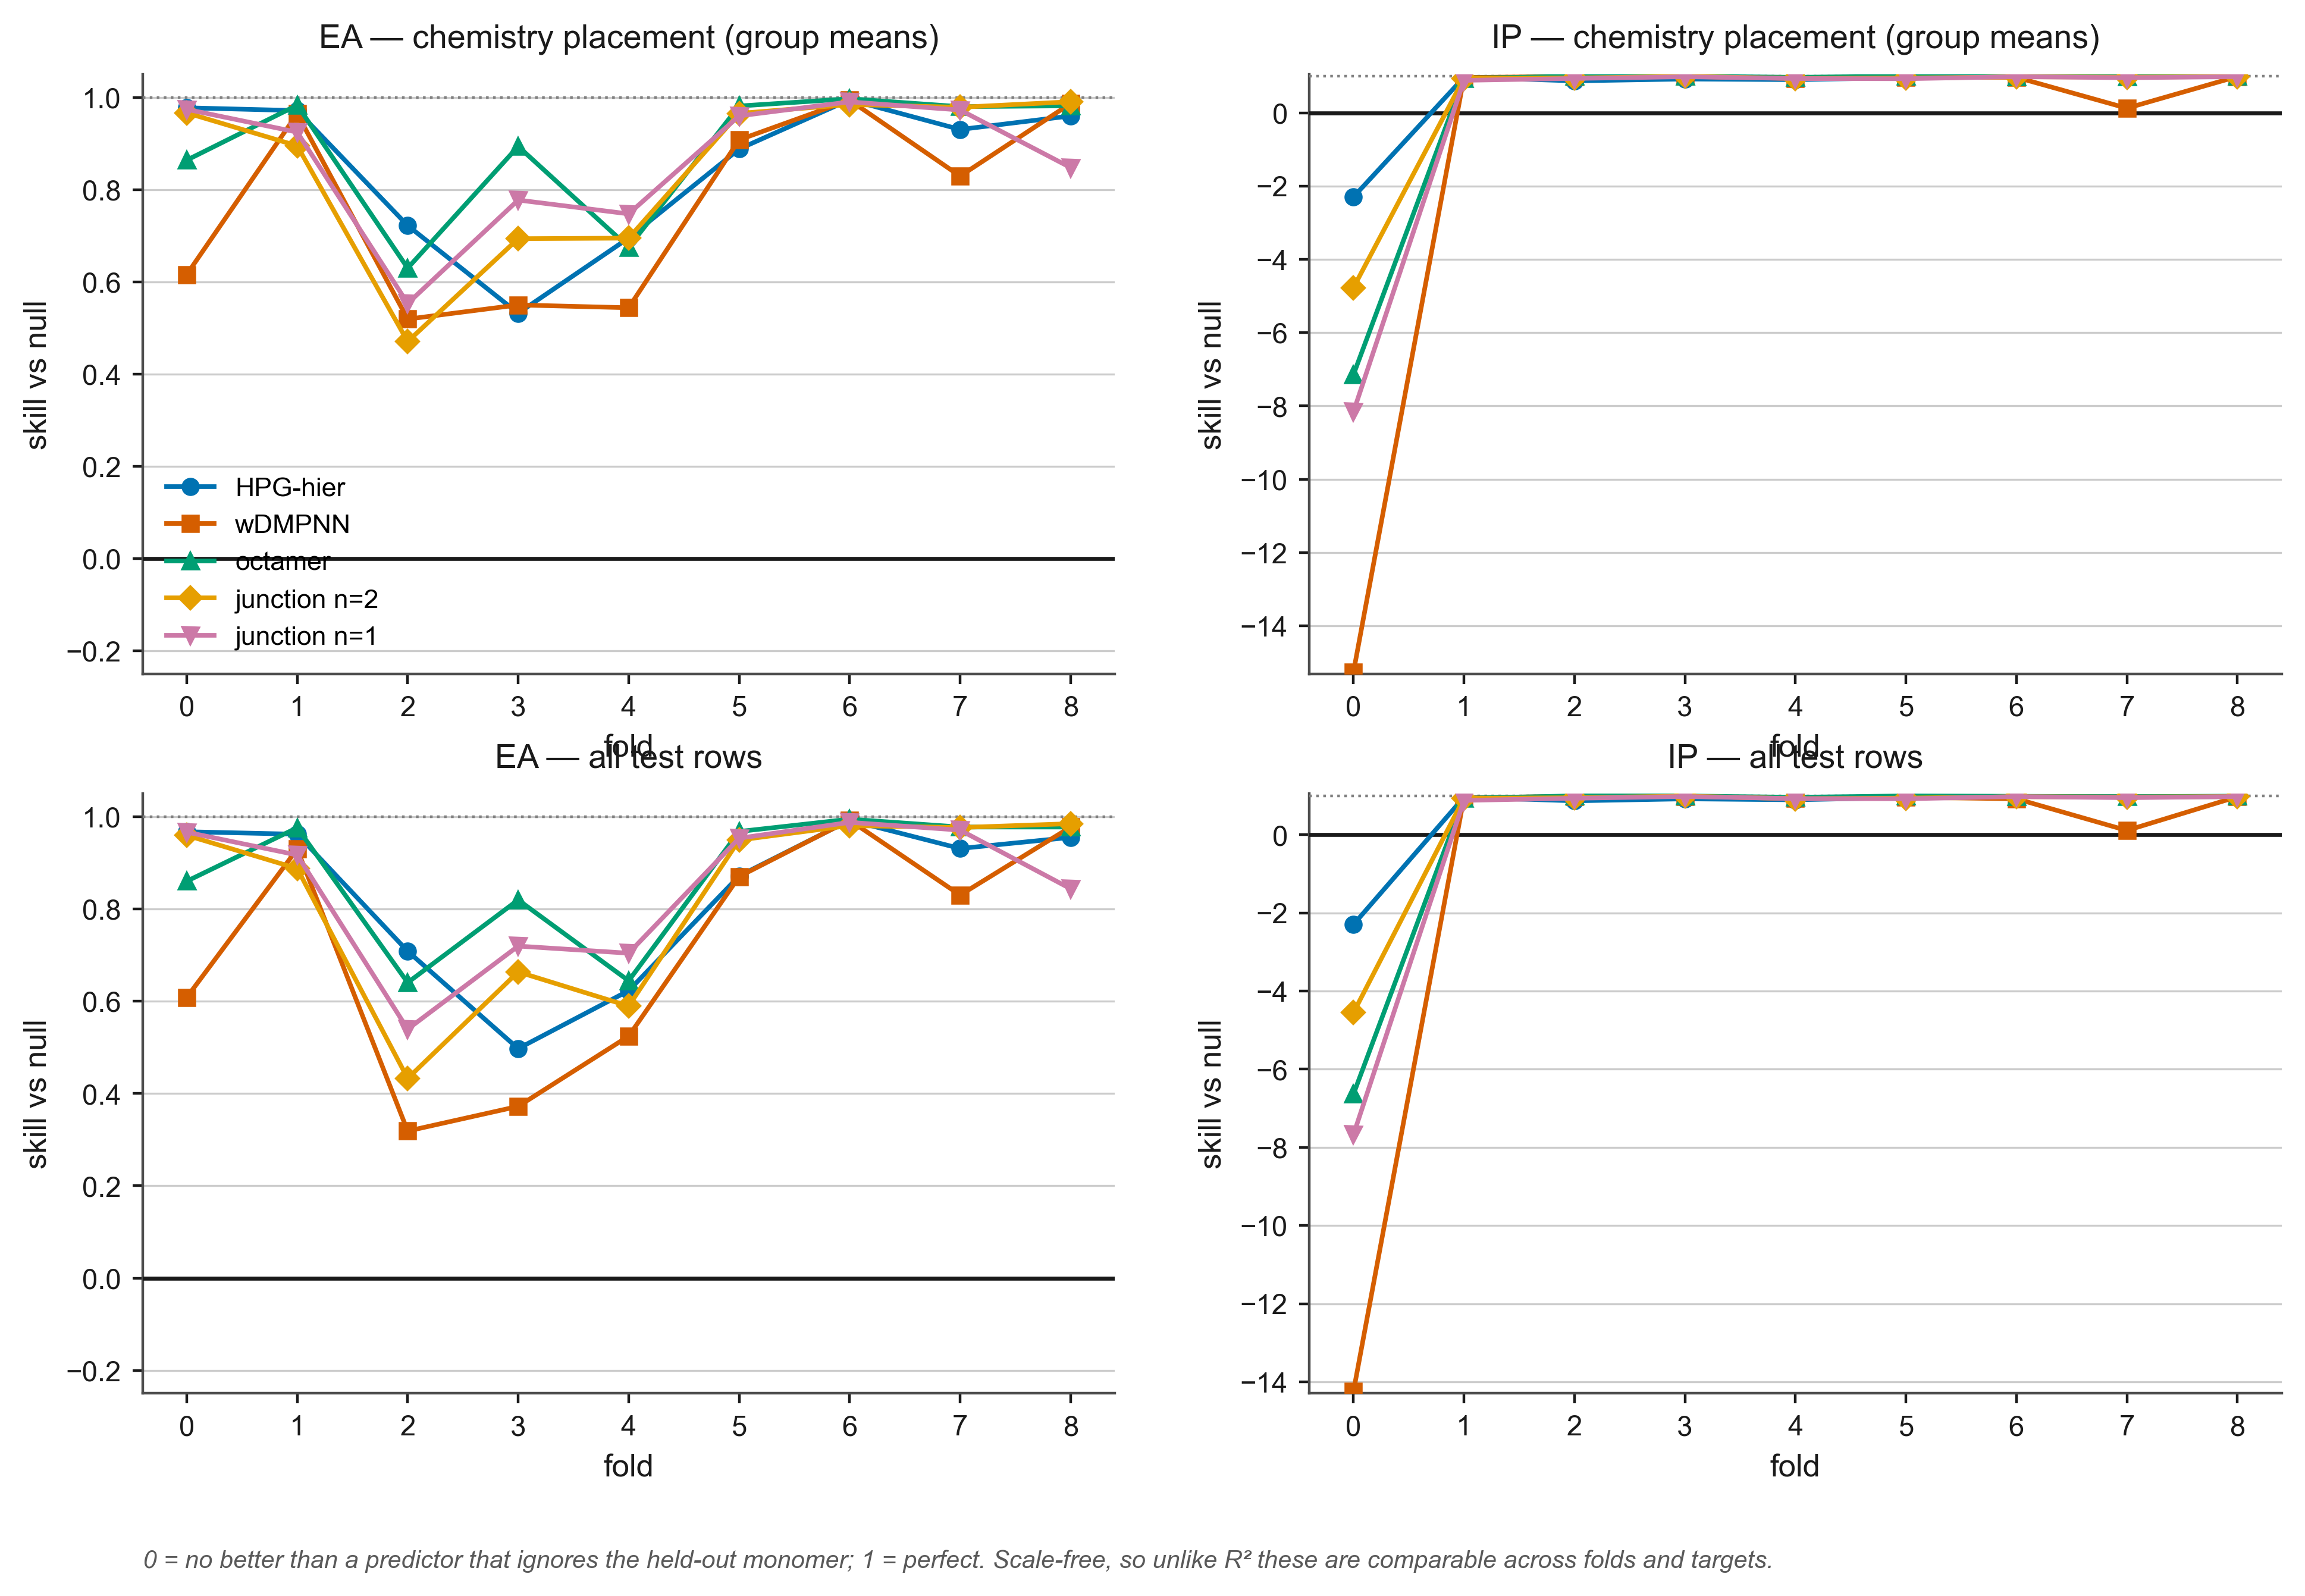 EA — chemistry placement (group means)
IP — chemistry placement (group means)
skill vs null
1.0
0.8
0.6
0.4
0.2
0.0
−0.2
HPG-hier
wDMPNN
octamer
junction n=2
junction n=1
0 1 2 3 4 5 6 7 8
fold
skill vs null
0
−2
−4
−6
−8
−10
−12
−14
0 1 2 3 4 5 6 7 8
fold
EA — all test rows
IP — all test rows
skill vs null
1.0
0.8
0.6
0.4
0.2
0.0
−0.2
0 1 2 3 4 5 6 7 8
fold
skill vs null
0
−2
−4
−6
−8
−10
−12
−14
0 1 2 3 4 5 6 7 8
fold
0 = no better than a predictor that ignores the held-out monomer; 1 = perfect. Scale-free, so unlike R² these are comparable across folds and targets.